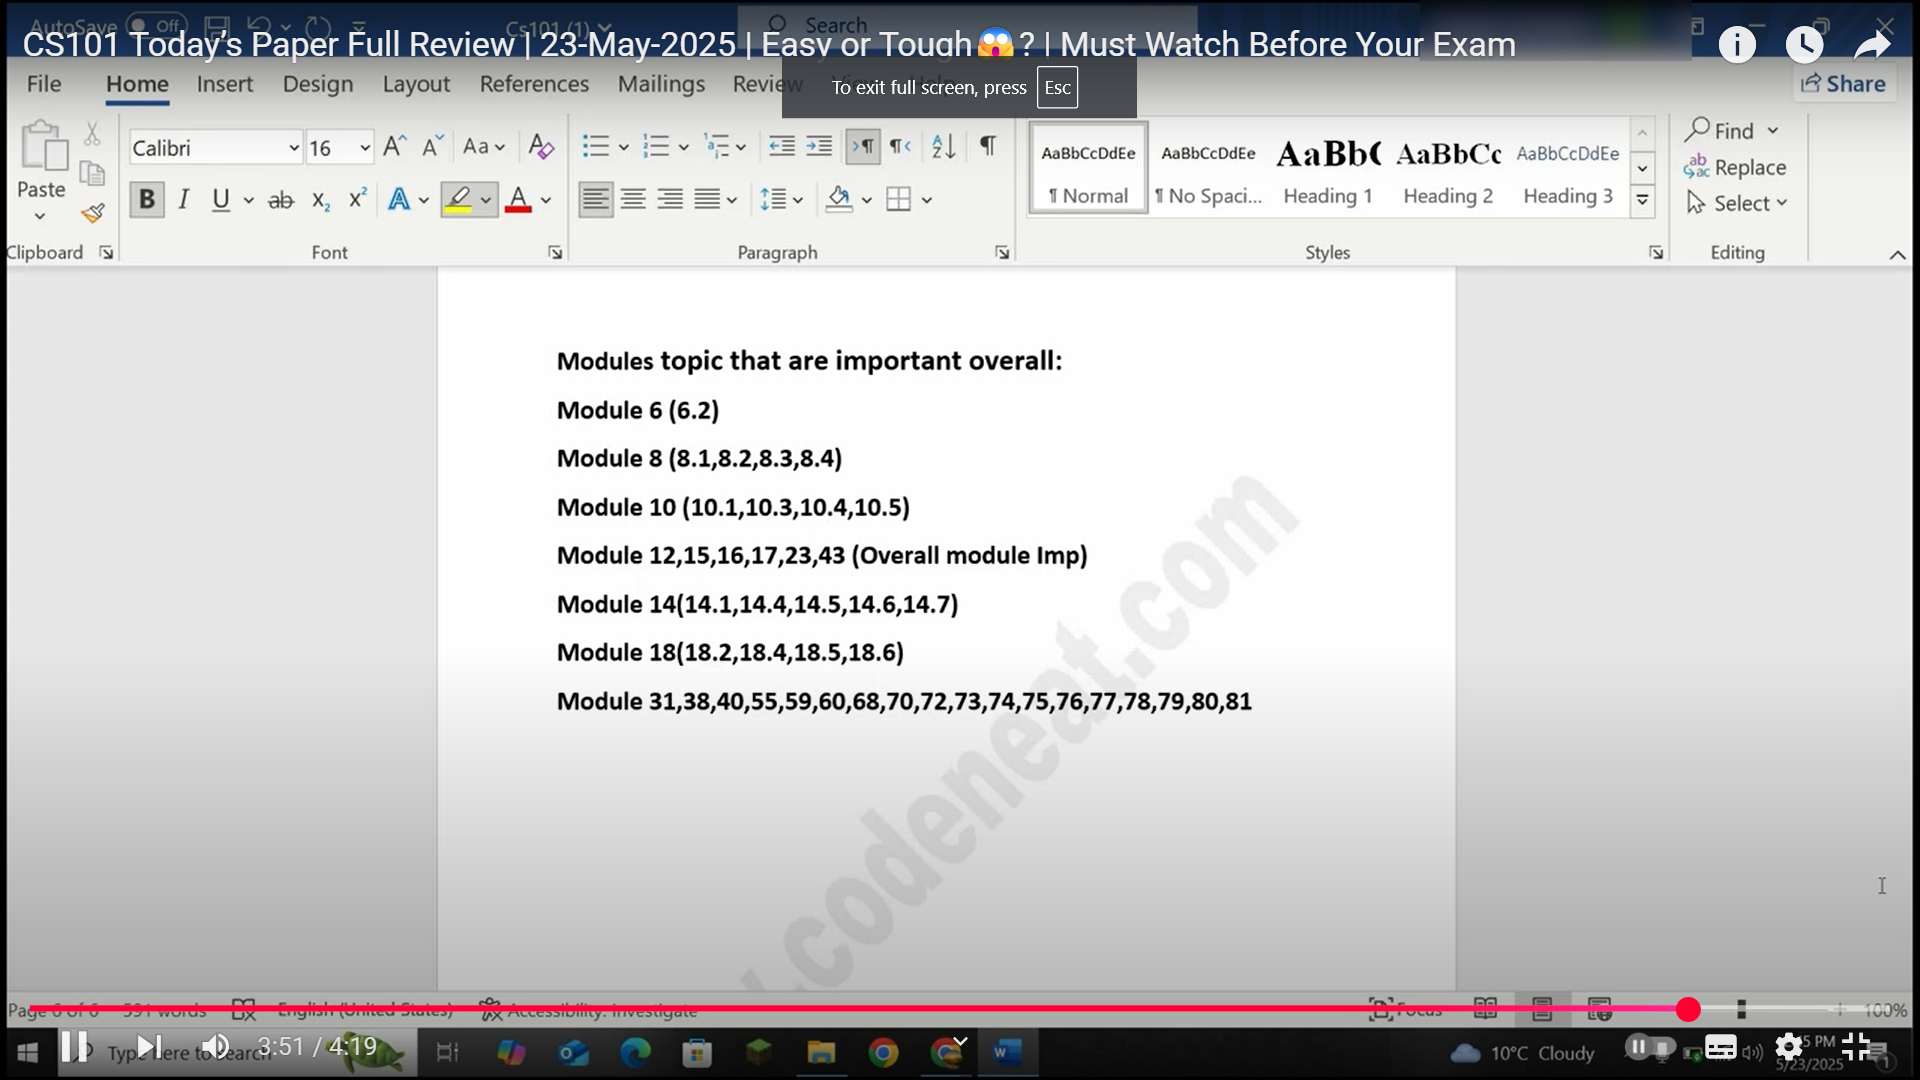 AutoSave Off Cs101 (1) Search
CS101 Today's Paper Full Review | 23-May-2025 | Easy or Tough😱? | Must Watch Before Your Exam
To exit full screen, press Esc
File Home Insert Design Layout References Mailings Review View Help Share
Paste
Clipboard
Calibri 16 Aa
B I U ab X₂ X² A A
Font
Paragraph
AaBbCcDdEe AaBbCcDdEe AaBb( AaBbCc AaBbCcDdEe
¶ Normal ¶ No Spaci... Heading 1 Heading 2 Heading 3
Styles
Find
Replace
Select
Editing
Modules topic that are important overall:
Module 6 (6.2)
Module 8 (8.1,8.2,8.3,8.4)
Module 10 (10.1,10.3,10.4,10.5)
Module 12,15,16,17,23,43 (Overall module Imp)
Module 14(14.1,14.4,14.5,14.6,14.7)
Module 18(18.2,18.4,18.5,18.6)
Module 31,38,40,55,59,60,68,70,72,73,74,75,76,77,78,79,80,81
codeneat.com
Page 6 of 6 591 words English (United States) Accessibility: Investigate Focus 100%
Type here to search
3:51 / 4:19
10°C Cloudy
5 PM
5/23/2025
1